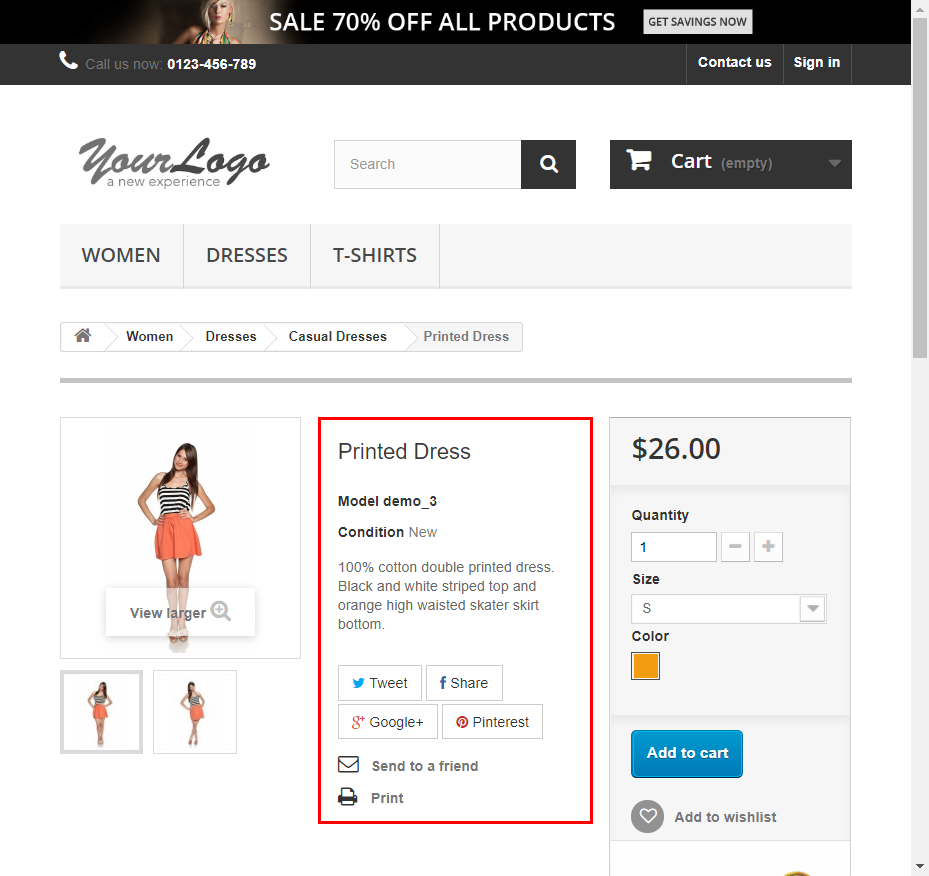 SALE 70% OFF ALL PRODUCTS GET SAVINGS NOW
Call us now: 0123-456-789 Contact us Sign in
YourLogo
a new experience
Search
Cart (empty)
WOMEN DRESSES T-SHIRTS
Women Dresses Casual Dresses Printed Dress
View larger
Printed Dress
Model demo_3
Condition New
100% cotton double printed dress.
Black and white striped top and
orange high waisted skater skirt
bottom.
Tweet Share
Google+ Pinterest
Send to a friend
Print
$26.00
Quantity
1
Size
S
Color
Add to cart
Add to wishlist